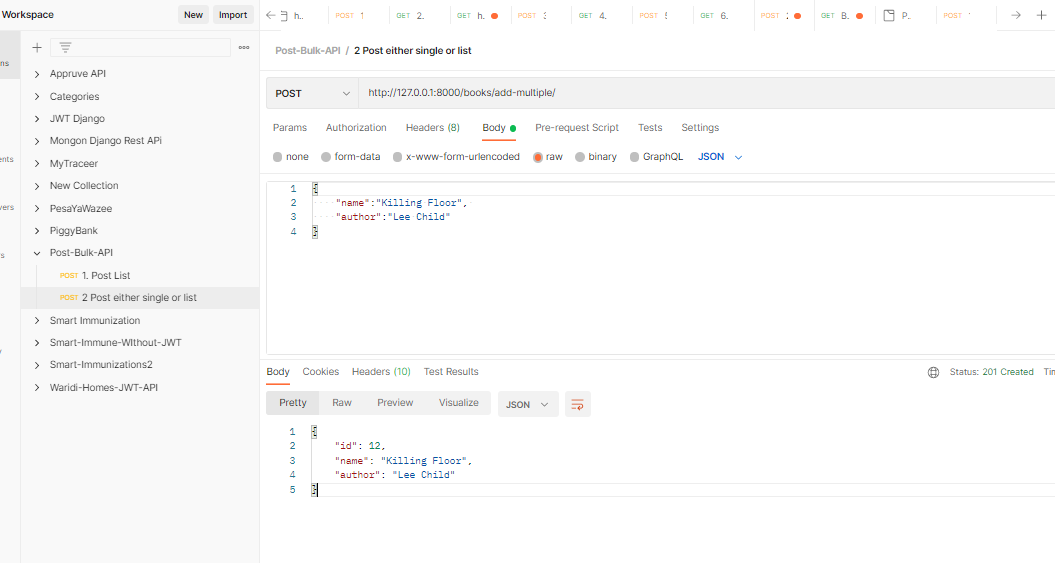 Workspace New Import
h.. POST 1 GET 2. GET h. POST GET 4. POST GET 6. POST GET B. P.. POST
Post-Bulk-API / 2 Post either single or list
ns
Appruve API
POST http://127.0.0.1:8000/books/add-multiple/
Categories
JWT Django
Params Authorization Headers (8) Body Pre-request Script Tests Settings
Mongon Django Rest APi
ents
MyTraceer
none form-data x-www-form-urlencoded raw binary GraphQL JSON
New Collection
1 {
PesaYaWazee
2 "name":"Killing Floor",
vers
3 "author":"Lee Child"
PiggyBank
4 }
Post-Bulk-API
s
POST 1. Post List
POST 2 Post either single or list
Smart Immunization
Smart-Immune-WIthout-JWT
Smart-Immunizations2
Waridi-Homes-JWT-API
Body Cookies Headers (10) Test Results Status: 201 Created Tin
Pretty Raw Preview Visualize JSON
1 {
2 "id": 12,
3 "name": "Killing Floor",
4 "author": "Lee Child"
5 }